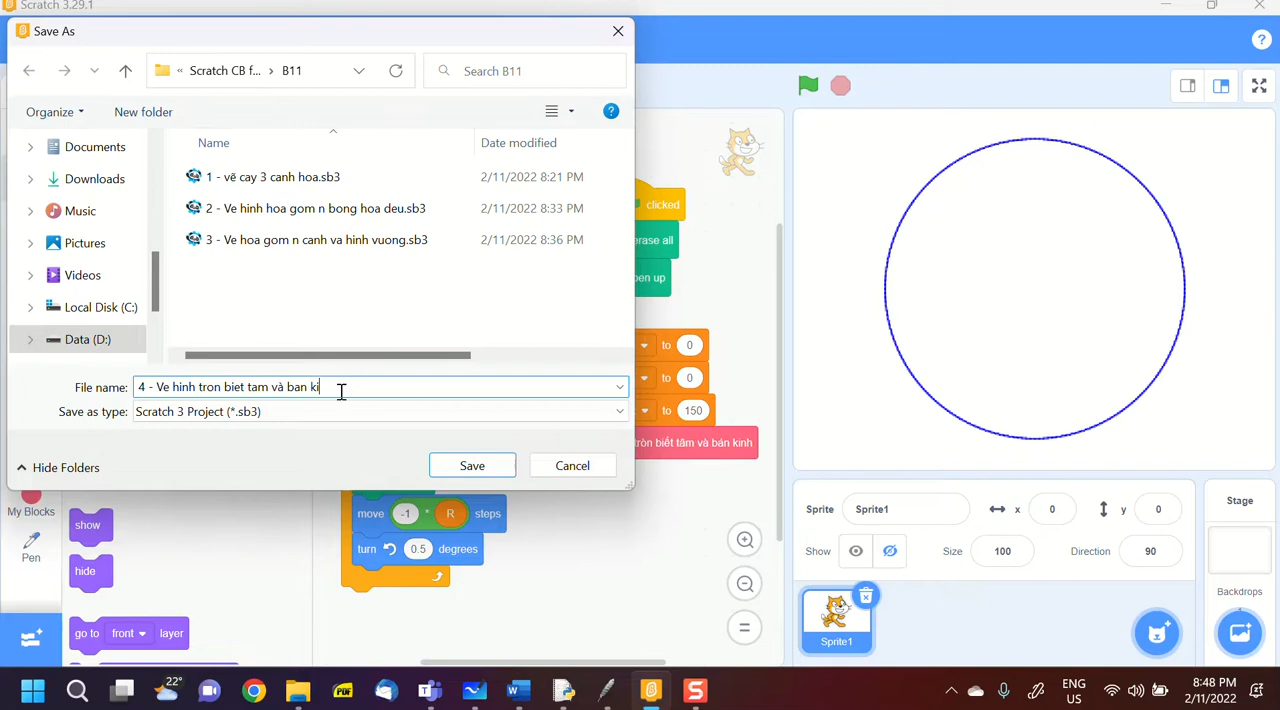 Scratch 3.29.1
Save As
« Scratch CB f... › B11
Search B11
Organize
New folder
Name
Date modified
Documents
Downloads
Music
Pictures
Videos
Local Disk (C:)
Data (D:)
1 - vẽ cay 3 canh hoa.sb3 2/11/2022 8:21 PM
2 - Ve hinh hoa gom n bong hoa deu.sb3 2/11/2022 8:33 PM
3 - Ve hoa gom n canh va hinh vuong.sb3 2/11/2022 8:36 PM
File name: 4 - Ve hinh tron biet tam và ban ki
Save as type: Scratch 3 Project (*.sb3)
Hide Folders
Save
Cancel
clicked
erase all
pen up
to 0
to 0
to 150
tròn biết tâm và bán kinh
move -1 * R steps
turn 0.5 degrees
My Blocks
Pen
show
hide
go to front layer
Sprite Sprite1 x 0 y 0
Show Size 100 Direction 90
Sprite1
Stage
Backdrops
1
22°
PDF
ENG
US
8:48 PM
2/11/2022